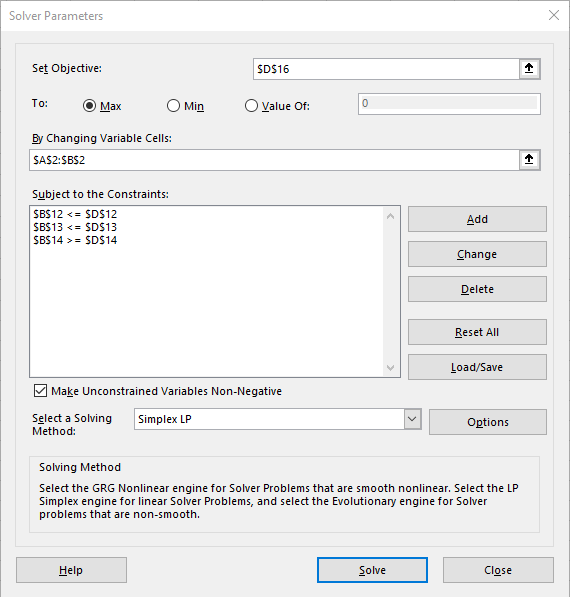 Solver Parameters
Set Objective: $D$16
To: Max Min Value Of: 0
By Changing Variable Cells:
$A$2:$B$2
Subject to the Constraints:
$B$12 <= $D$12
$B$13 <= $D$13
$B$14 >= $D$14
Add
Change
Delete
Reset All
Load/Save
Make Unconstrained Variables Non-Negative
Select a Solving
Method:
Simplex LP
Options
Solving Method
Select the GRG Nonlinear engine for Solver Problems that are smooth nonlinear. Select the LP
Simplex engine for linear Solver Problems, and select the Evolutionary engine for Solver
problems that are non-smooth.
Help Solve Close